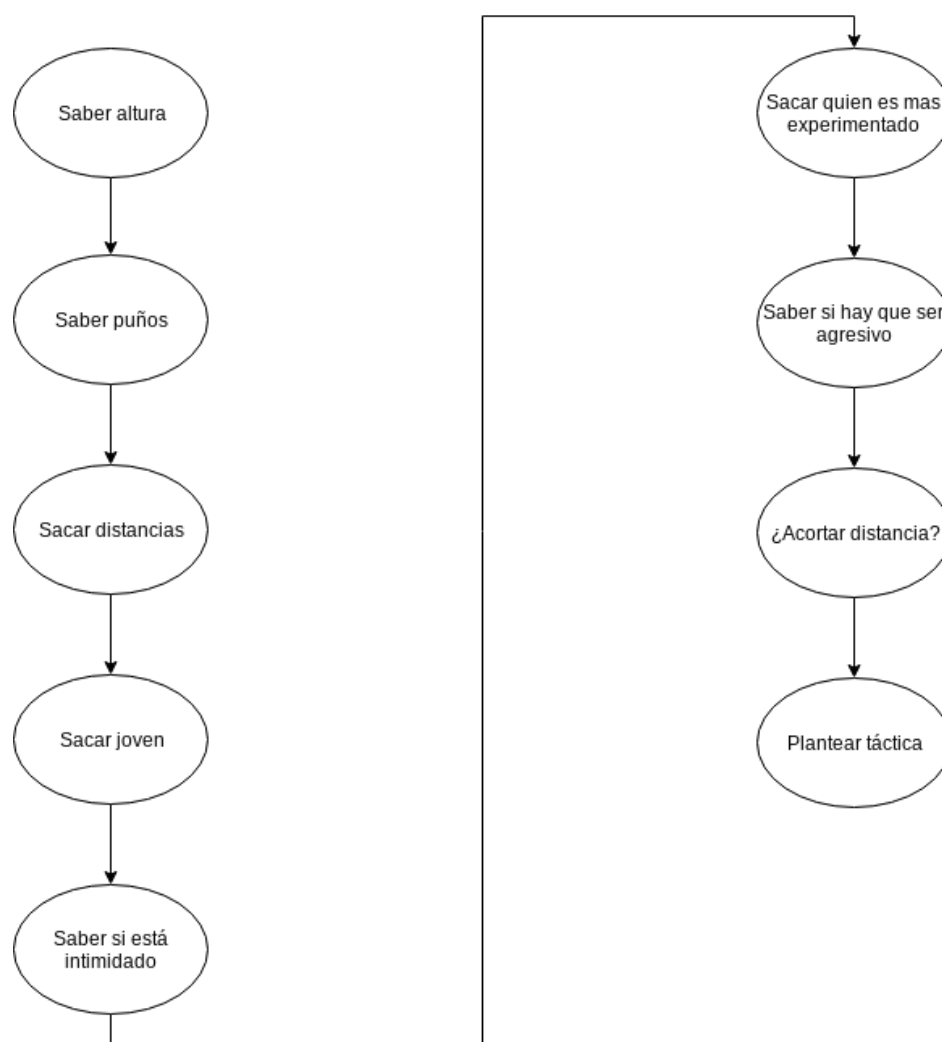 Saber altura
Saber puños
Sacar distancias
Sacar joven
Saber si está
intimidado
Sacar quien es mas
experimentado
Saber si hay que ser
agresivo
¿Acortar distancia?
Plantear táctica